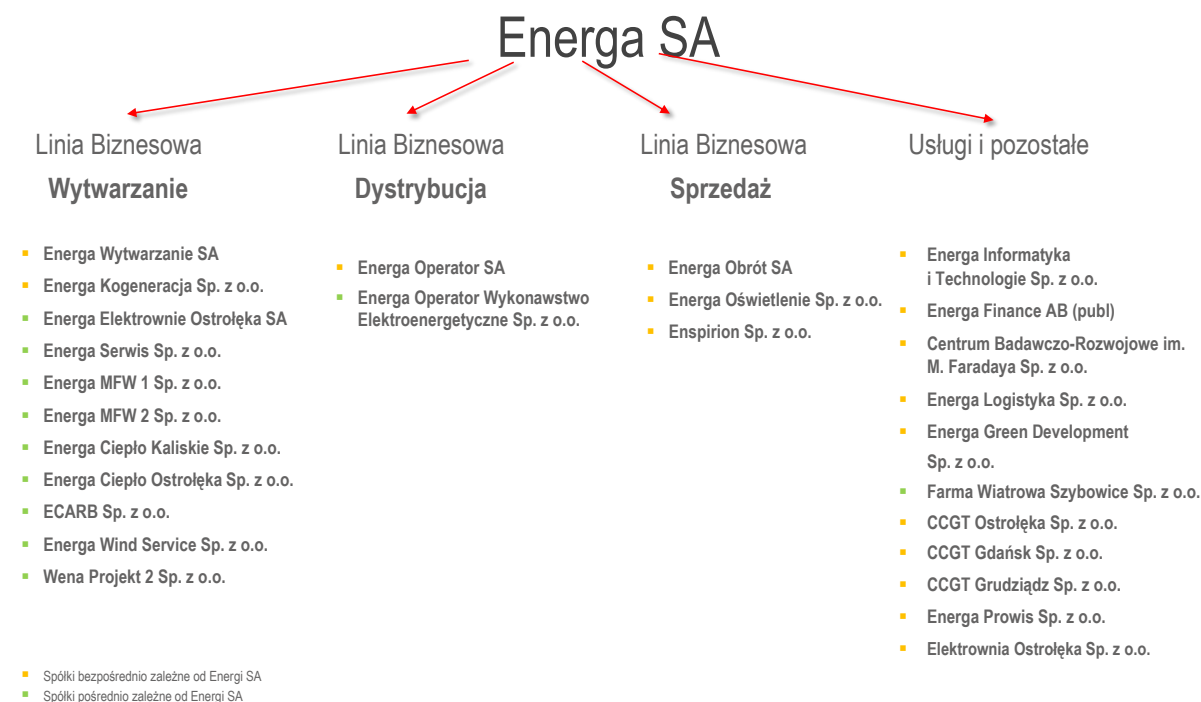 Energa SA
Linia Biznesowa
Wytwarzanie
Energa Wytwarzanie SA
Energa Kogeneracja Sp. z o.o.
Energa Elektrownie Ostrołęka SA
Energa Serwis Sp. z o.o.
Energa MFW 1 Sp. z o.o.
Energa MFW 2 Sp. z o.o.
Energa Ciepło Kaliskie Sp. z o.o.
Energa Ciepło Ostrołęka Sp. z o.o.
ECARB Sp. z o.o.
Energa Wind Service Sp. z o.o.
Wena Projekt 2 Sp. z o.o.
Linia Biznesowa
Dystrybucja
Energa Operator SA
Energa Operator Wykonawstwo
Elektroenergetyczne Sp. z o.o.
Linia Biznesowa
Sprzedaż
Energa Obrót SA
Energa Oświetlenie Sp. z o.o.
Enspirion Sp. z o.o.
Usługi i pozostałe
Energa Informatyka
i Technologie Sp. z o.o.
Energa Finance AB (publ)
Centrum Badawczo-Rozwojowe im.
M. Faradaya Sp. z o.o.
Energa Logistyka Sp. z o.o.
Energa Green Development
Sp. z o.o.
Farma Wiatrowa Szybowice Sp. z o.o.
CCGT Ostrołęka Sp. z o.o.
CCGT Gdańsk Sp. z o.o.
CCGT Grudziądz Sp. z o.o.
Energa Prowis Sp. z o.o.
Elektrownia Ostrołęka Sp. z o.o.
Spółki bezpośrednio zależne od Energi SA
Spółki pośrednio zależne od Energi SA